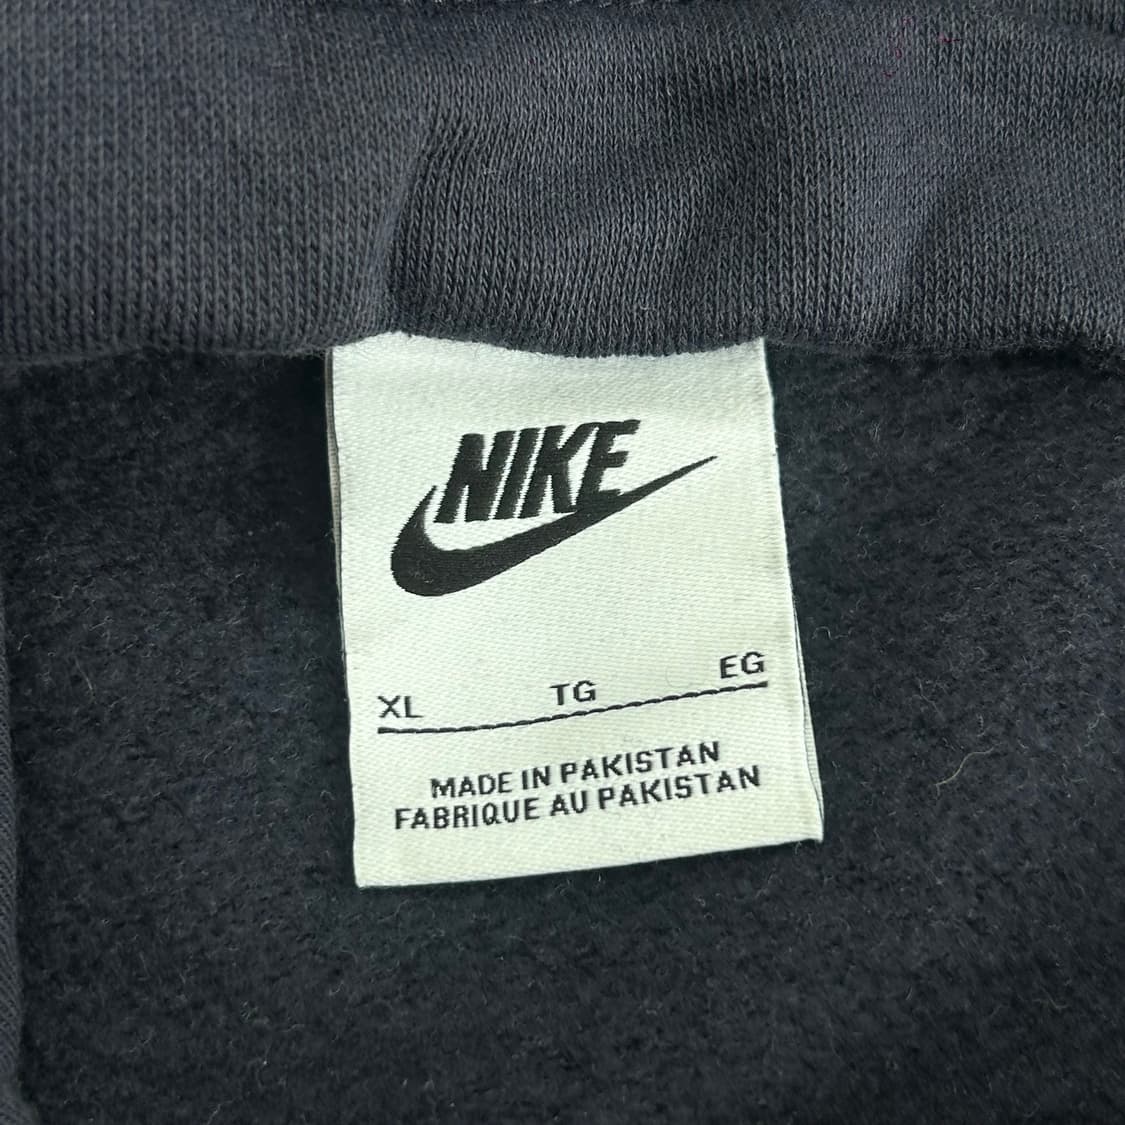 NIKE
XL TG EG
MADE IN PAKISTAN
FABRIQUE AU PAKISTAN